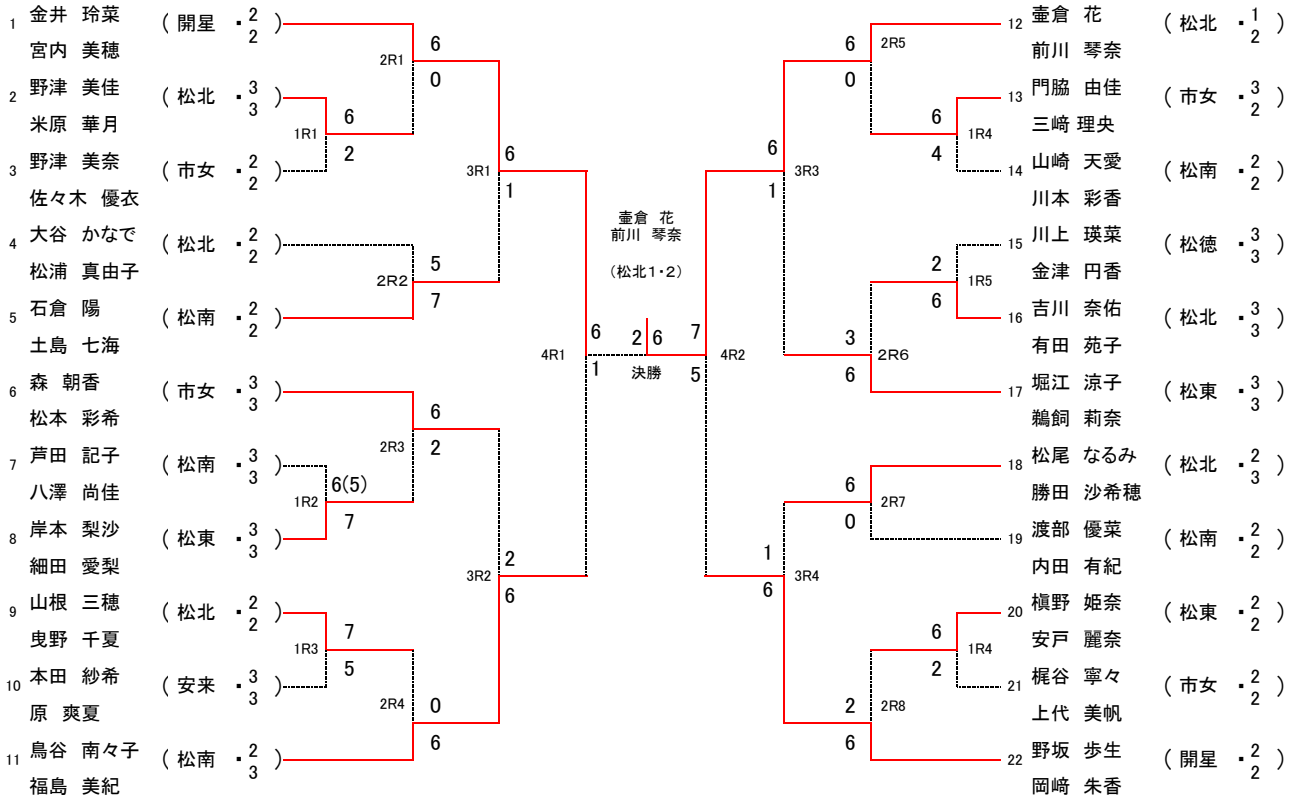 1 金井 玲菜 (開星 ・ 2 2)
宮内 美穂
2 野津 美佳 (松北 ・ 3 3)
米原 華月
3 野津 美奈 (市女 ・ 2 2)
佐々木 優衣
4 大谷 かなで (松北 ・ 2 2)
松浦 真由子
5 石倉 陽 (松南 ・ 2 2)
土島 七海
6 森 朝香 (市女 ・ 3 3)
松本 彩希
7 芦田 記子 (松南 ・ 3 3)
八澤 尚佳
8 岸本 梨沙 (松東 ・ 3 3)
細田 愛梨
9 山根 三穂 (松北 ・ 2 2)
曳野 千夏
10 本田 紗希 (安来 ・ 3 3)
原 爽夏
11 鳥谷 南々子 (松南 ・ 2 3)
福島 美紀
1R1 6 2
1R2 6(5) 7
1R3 7 5
2R1 6 0
2R2 5 7
2R3 6 2
2R4 0 6
3R1 6 1
3R2 2 6
4R1 6 1
壷倉 花
前川 琴奈
(松北1・2)
2 6
決勝
7 5 4R2
6 1 3R3
1 6 3R4
6 0 2R5
3 6 2R6
6 0 2R7
2 6 2R8
6 4 1R4
2 6 1R5
6 2 1R4
12 壷倉 花 (松北 ・ 1 2)
前川 琴奈
13 門脇 由佳 (市女 ・ 3 2)
三﨑 理央
14 山崎 天愛 (松南 ・ 2 2)
川本 彩香
15 川上 瑛菜 (松徳 ・ 3 3)
金津 円香
16 吉川 奈佑 (松北 ・ 3 3)
有田 苑子
17 堀江 涼子 (松東 ・ 3 3)
鵜飼 莉奈
18 松尾 なるみ (松北 ・ 2 3)
勝田 沙希穂
19 渡部 優菜 (松南 ・ 2 2)
内田 有紀
20 槇野 姫奈 (松東 ・ 2 2)
安戸 麗奈
21 梶谷 寧々 (市女 ・ 2 2)
上代 美帆
22 野坂 歩生 (開星 ・ 2 2)
岡﨑 朱香